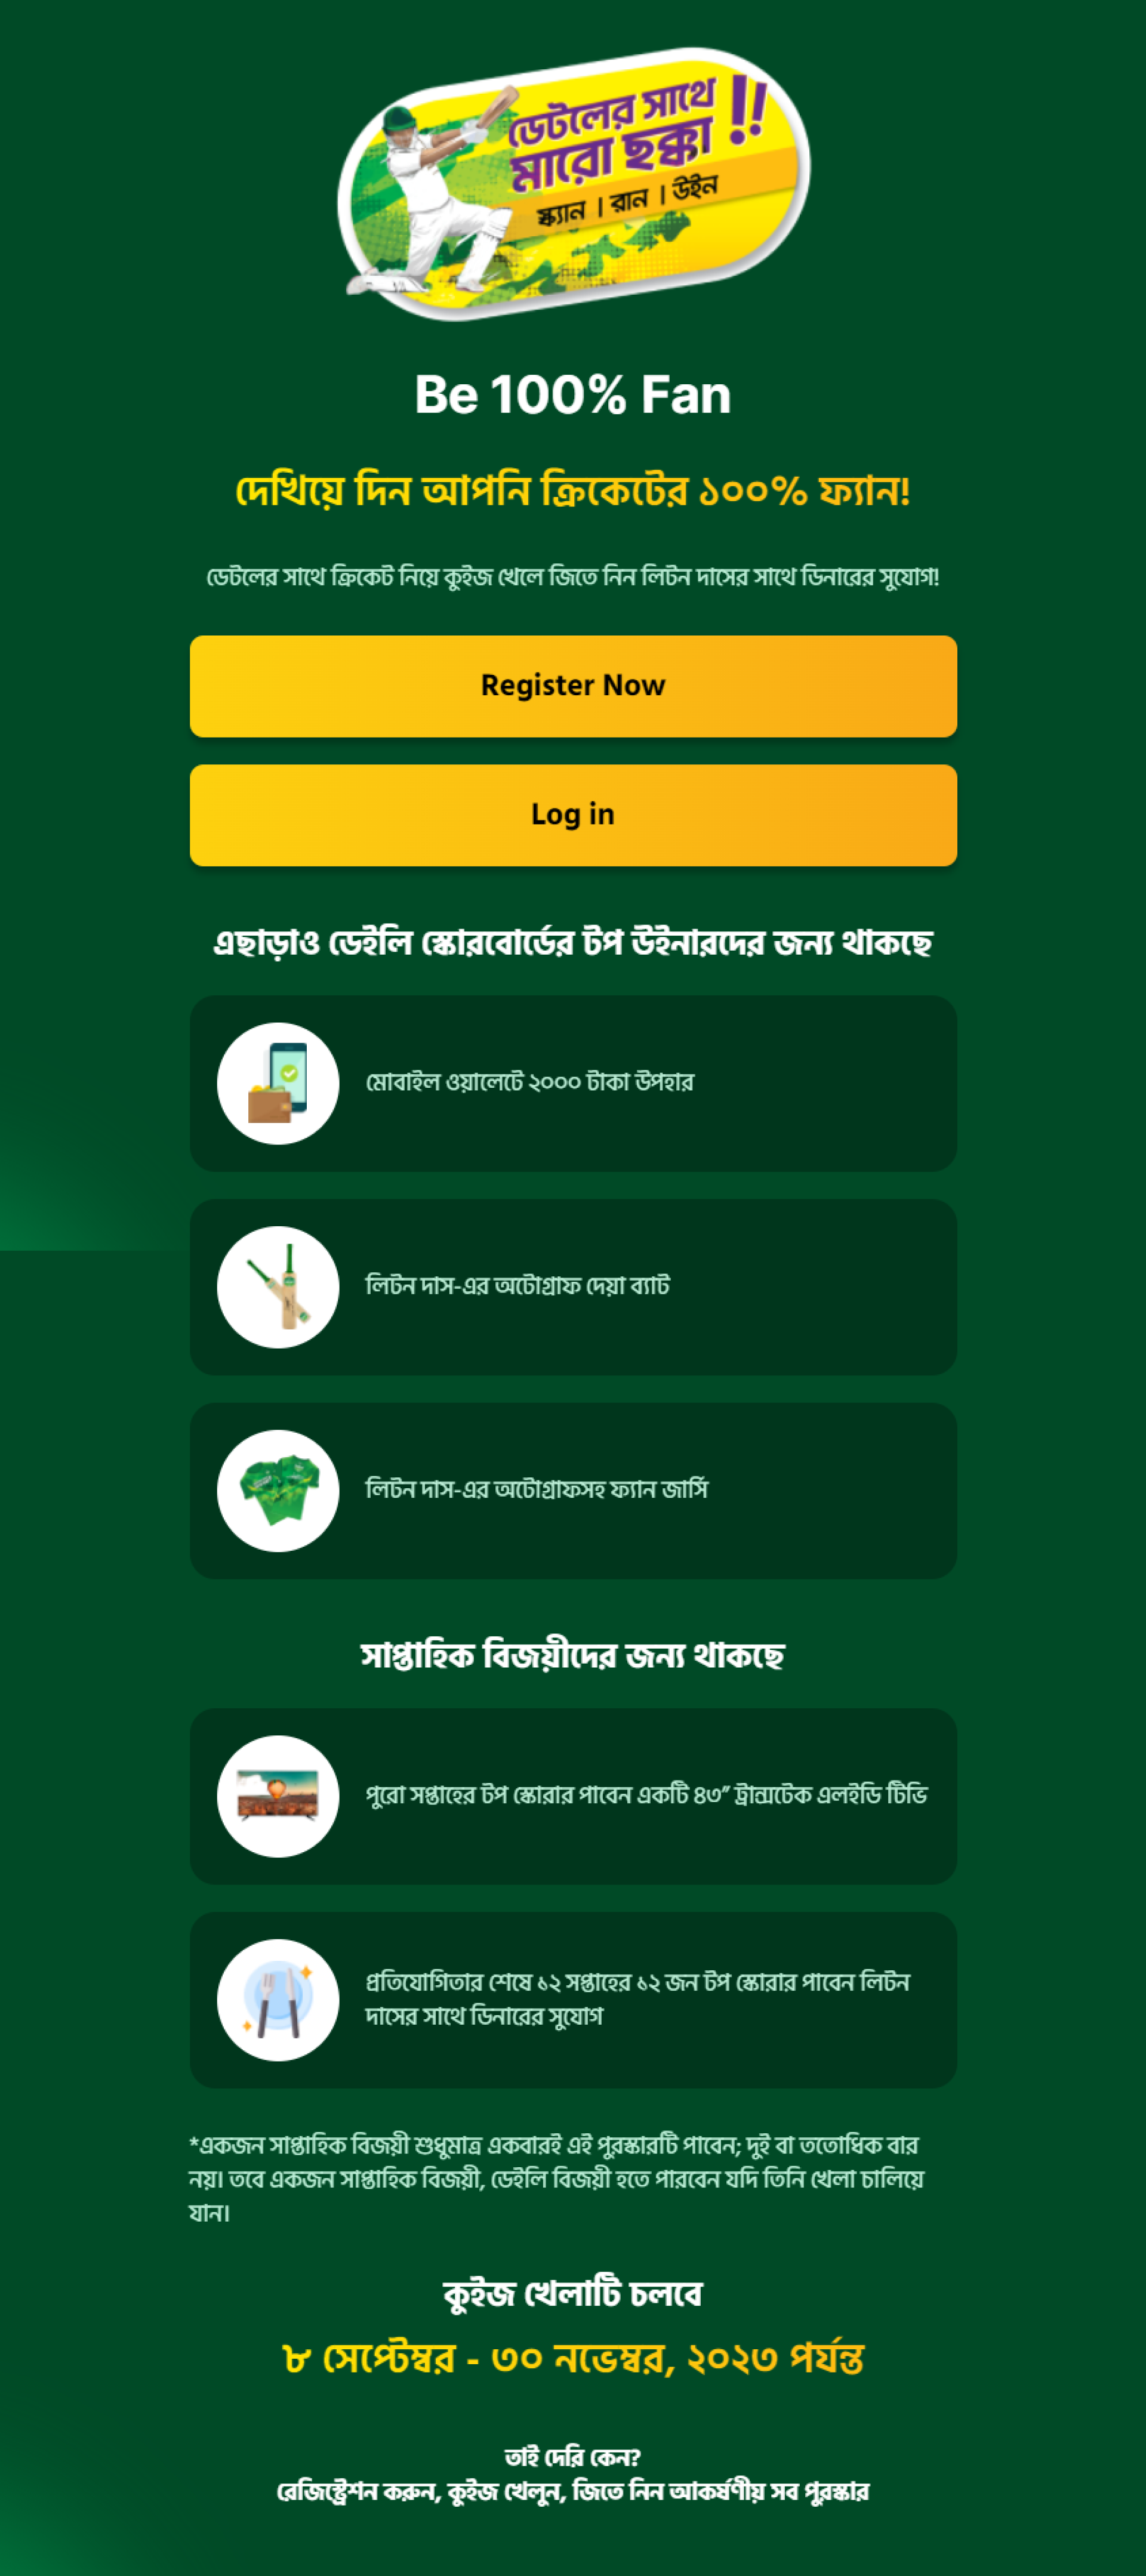 ডেটলের সাথে
মারো ছক্কা !!
স্ক্যান | রান | উইন
Be 100% Fan
দেখিয়ে দিন আপনি ক্রিকেটের ১০০% ফ্যান!
ডেটলের সাথে ক্রিকেট নিয়ে কুইজ খেলে জিতে নিন লিটন দাসের সাথে ডিনারের সুযোগ!
Register Now
Log in
এছাড়াও ডেইলি স্কোরবোর্ডের টপ উইনারদের জন্য থাকছে
মোবাইল ওয়ালেটে ২০০০ টাকা উপহার
লিটন দাস-এর অটোগ্রাফ দেয়া ব্যাট
লিটন দাস-এর অটোগ্রাফসহ ফ্যান জার্সি
সাপ্তাহিক বিজয়ীদের জন্য থাকছে
পুরো সপ্তাহের টপ স্কোরার পাবেন একটি ৪৩” ট্রান্সটেক এলইডি টিভি
প্রতিযোগিতার শেষে ১২ সপ্তাহের ১২ জন টপ স্কোরার পাবেন লিটন
দাসের সাথে ডিনারের সুযোগ
*একজন সাপ্তাহিক বিজয়ী শুধুমাত্র একবারই এই পুরস্কারটি পাবেন; দুই বা ততোধিক বার
নয়। তবে একজন সাপ্তাহিক বিজয়ী, ডেইলি বিজয়ী হতে পারবেন যদি তিনি খেলা চালিয়ে
যান।
কুইজ খেলাটি চলবে
৮ সেপ্টেম্বর - ৩০ নভেম্বর, ২০২৩ পর্যন্ত
তাই দেরি কেন?
রেজিস্ট্রেশন করুন, কুইজ খেলুন, জিতে নিন আকর্ষণীয় সব পুরস্কার